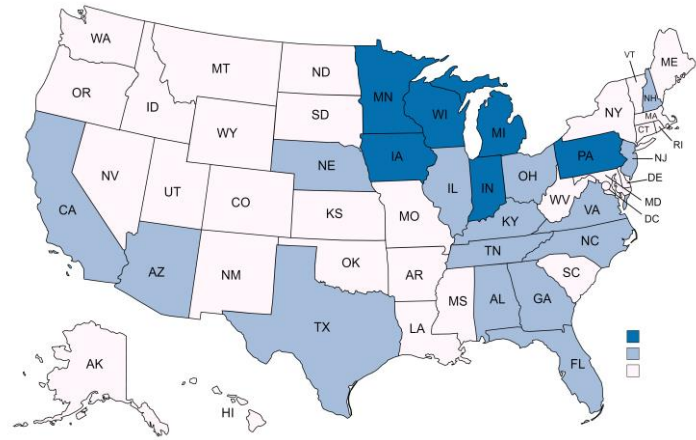 WA
MT
ND
MN
VT
ME
OR
ID
SD
WI
MI
NY
NH
MA
WY
CT
RI
IA
PA
NJ
NE
NV
UT
IL
IN
OH
DE
CA
CO
WV
MD
KS
MO
KY
VA
DC
AZ
NM
OK
TN
NC
AR
SC
TX
MS
AL
GA
LA
AK
FL
HI